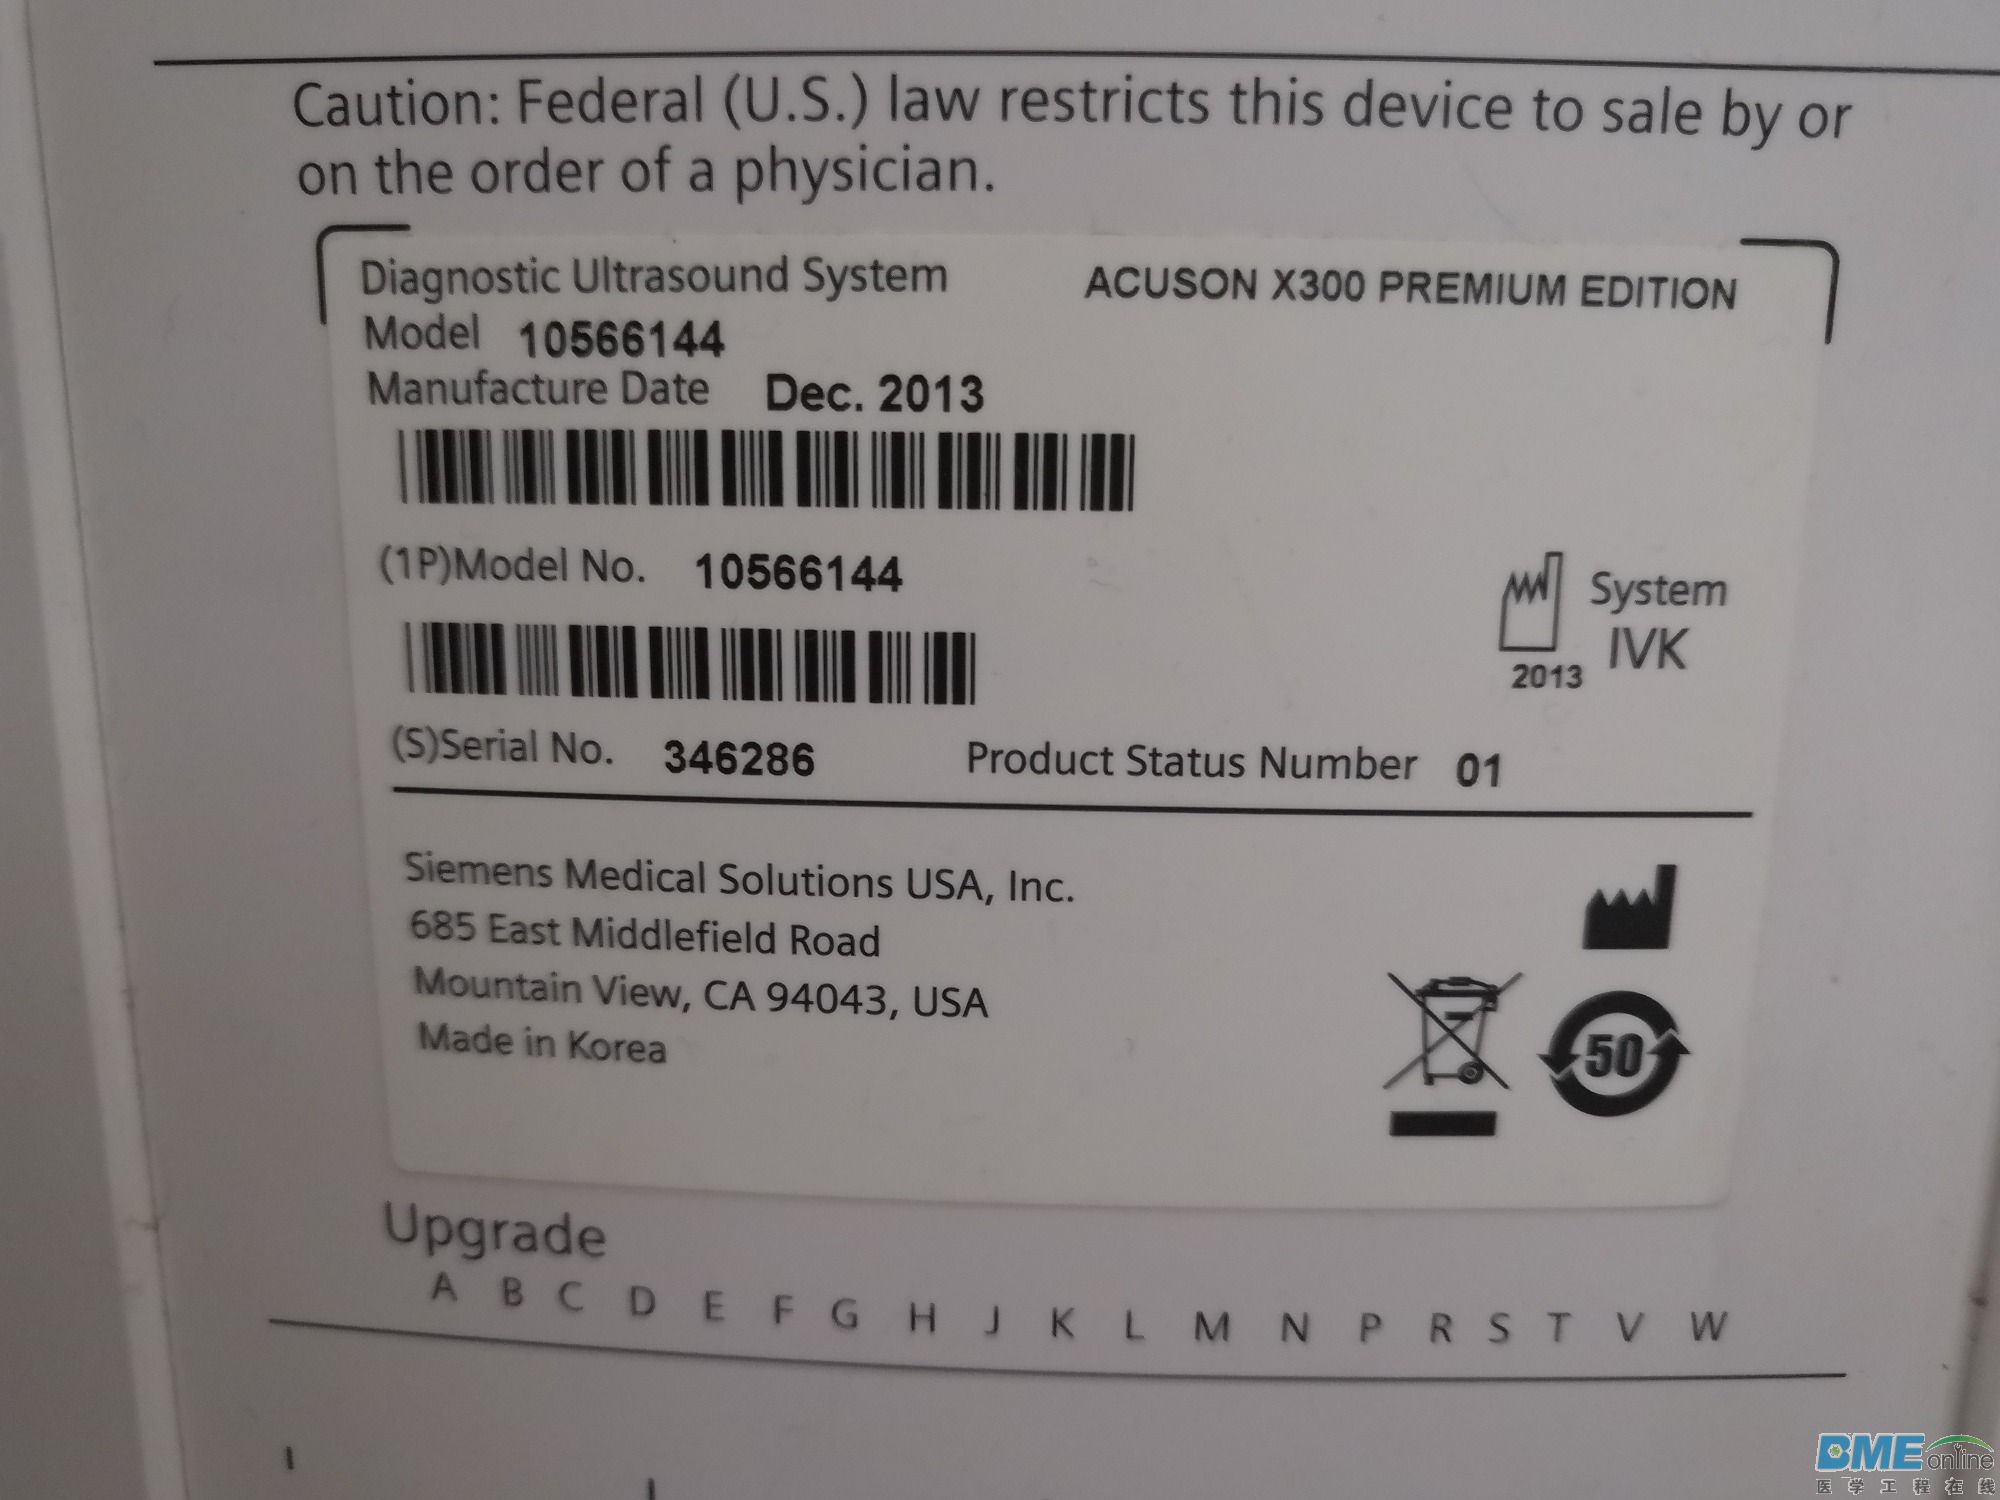 Caution: Federal (U.S.) law restricts this device to sale by or
on the order of a physician.
Diagnostic Ultrasound System ACUSON X300 PREMIUM EDITION
Model 10566144
Manufacture Date Dec. 2013
(1P)Model No. 10566144
System
IVK
2013
(S)Serial No. 346286 Product Status Number 01
Siemens Medical Solutions USA, Inc.
685 East Middlefield Road
Mountain View, CA 94043, USA
Made in Korea
50
Upgrade
A B C D E F G H J K L M N P R S T V W
BME online
医学工程在线